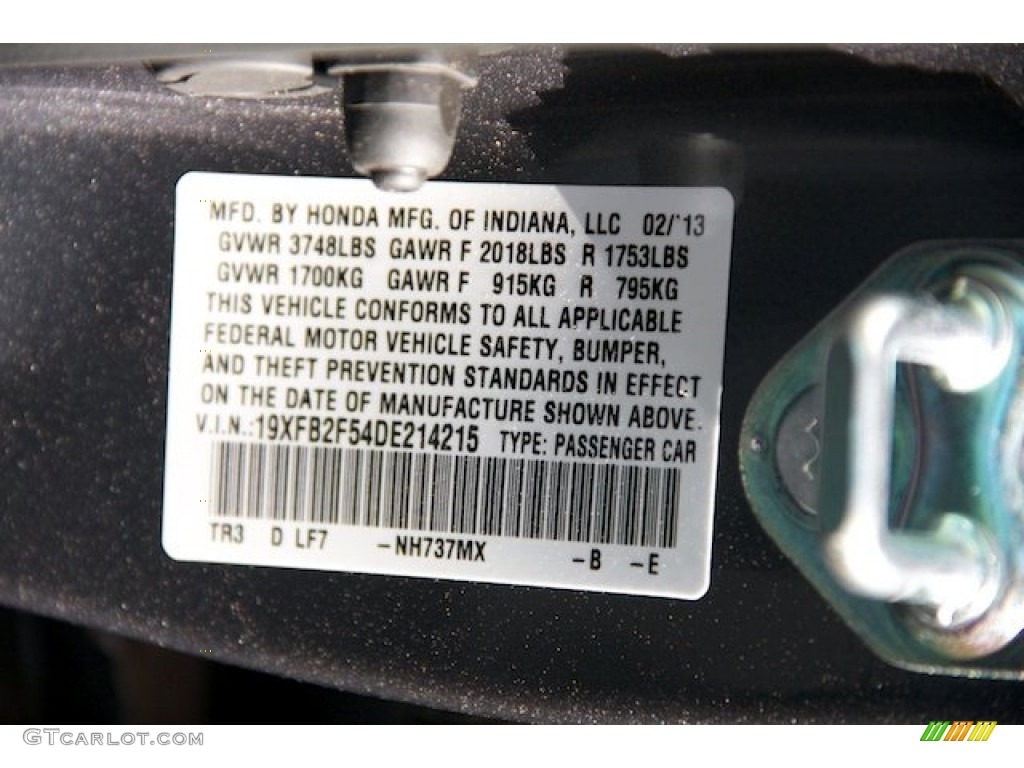 MFD. BY HONDA MFG. OF INDIANA, LLC 02/'13
GVWR 3748LBS GAWR F 2018LBS R 1753LBS
GVWR 1700KG GAWR F 915KG R 795KG
THIS VEHICLE CONFORMS TO ALL APPLICABLE
FEDERAL MOTOR VEHICLE SAFETY, BUMPER,
AND THEFT PREVENTION STANDARDS IN EFFECT
ON THE DATE OF MANUFACTURE SHOWN ABOVE.
V.I.N.:19XFB2F54DE214215 TYPE: PASSENGER CAR
TR3 D LF7 -NH737MX -B -E
GTCarLot.com